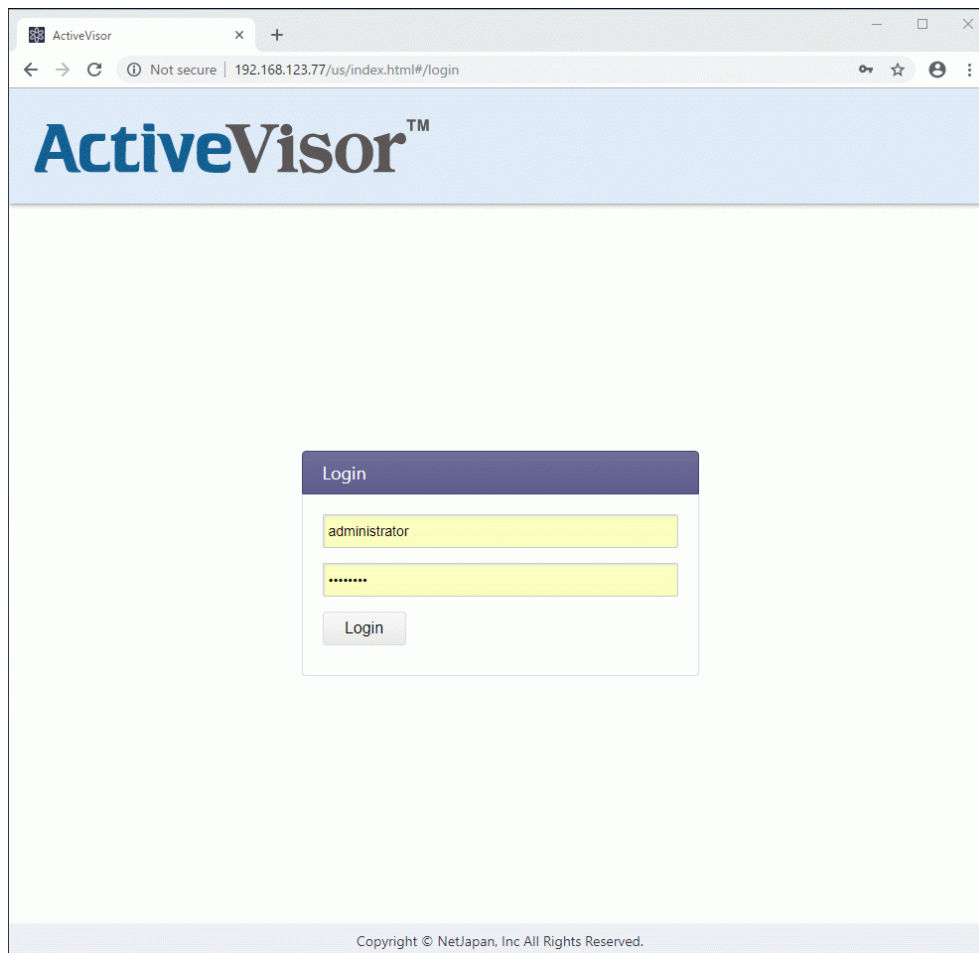 ActiveVisor
Not secure | 192.168.123.77/us/index.html#/login
ActiveVisor™
Login
administrator
••••••••
Login
Copyright © NetJapan, Inc All Rights Reserved.